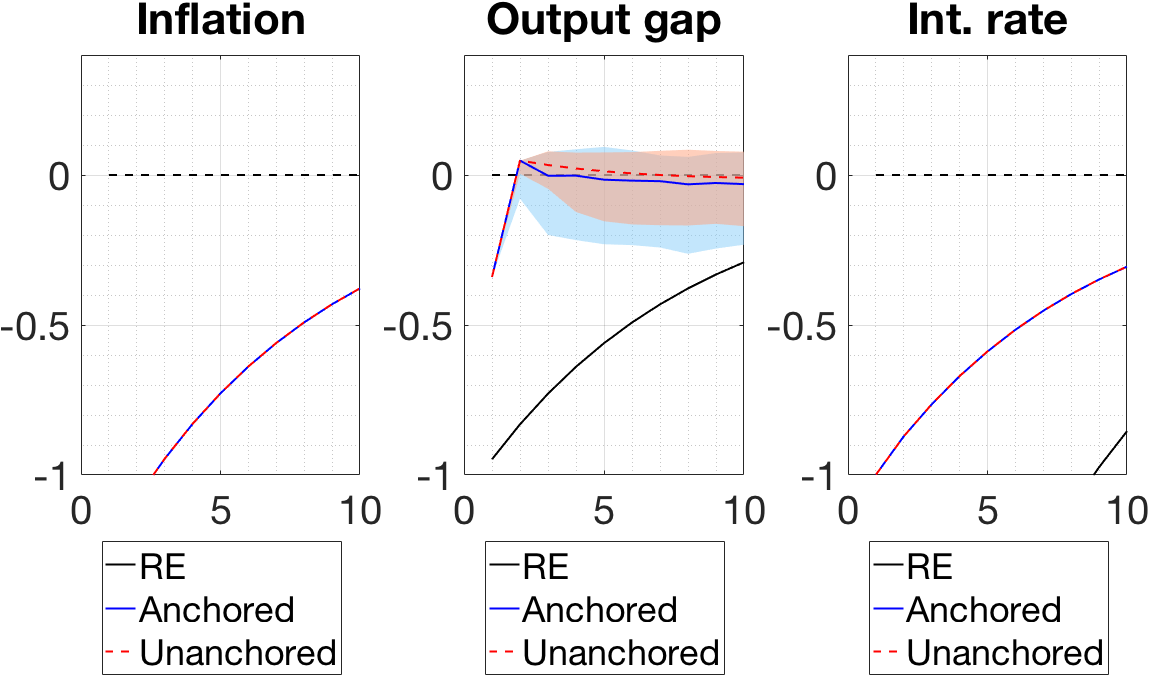 Inflation
0
-0.5
-1
0 5 10
RE
Anchored
Unanchored
Output gap
0
-0.5
-1
0 5 10
RE
Anchored
Unanchored
Int. rate
0
-0.5
-1
0 5 10
RE
Anchored
Unanchored